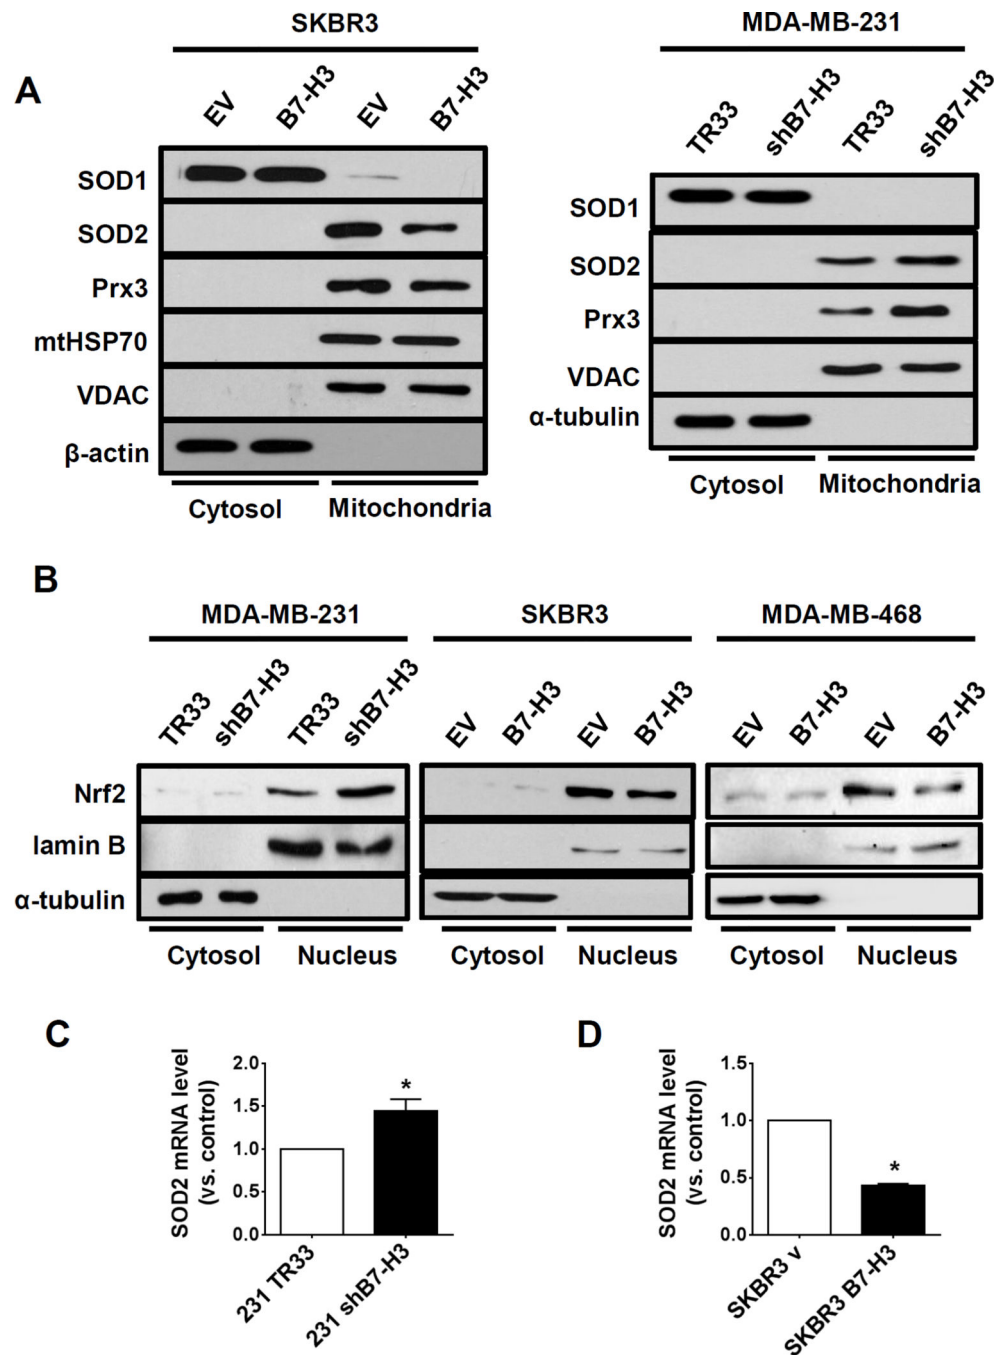 SKBR3
MDA-MB-231
A
EV
B7-H3
EV
B7-H3
TR33
shB7-H3
TR33
shB7-H3
SOD1
SOD2
Prx3
mtHSP70
VDAC
β-actin
Cytosol
Mitochondria
SOD1
SOD2
Prx3
VDAC
α-tubulin
Cytosol
Mitochondria
B
MDA-MB-231
SKBR3
MDA-MB-468
TR33
shB7-H3
TR33
shB7-H3
EV
B7-H3
EV
B7-H3
EV
B7-H3
EV
B7-H3
Nrf2
lamin B
α-tubulin
Cytosol
Nucleus
Cytosol
Nucleus
Cytosol
Nucleus
C
SOD2 mRNA level
(vs. control)
2.0
1.5
1.0
0.5
0.0
*
231 TR33
231 shB7-H3
D
SOD2 mRNA level
(vs. control)
1.5
1.0
0.5
0.0
*
SKBR3 v
SKBR3 B7-H3